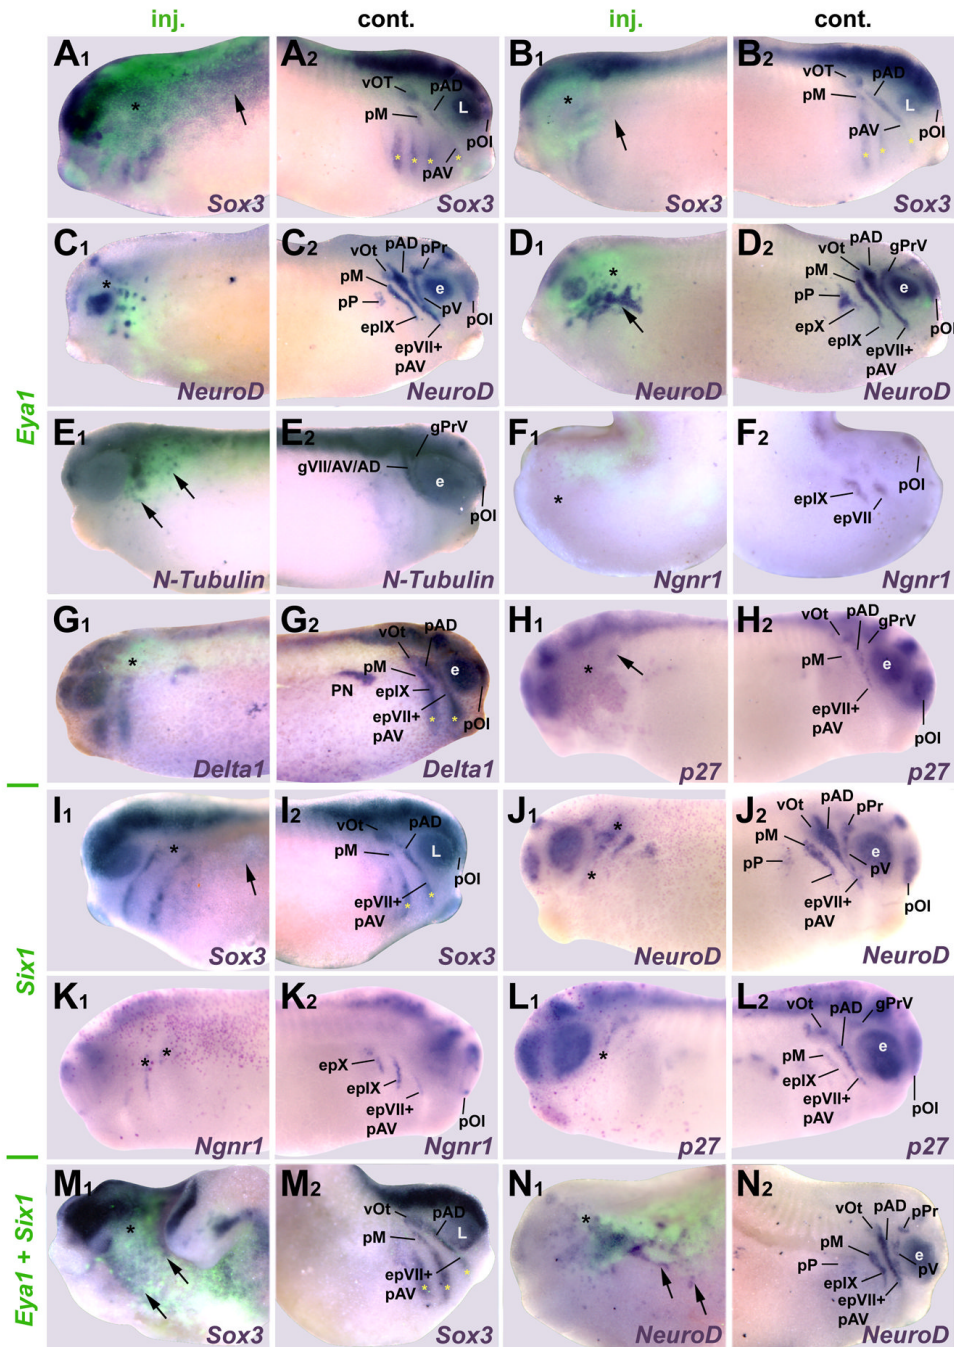 inj. cont. inj. cont.
A1 A2 B1 B2
vOT pAD vOT pAD
pM L pM L
pOl pAV pOl
* * * * * * * * *
pAV
Sox3 Sox3 Sox3 Sox3
C1 C2 D1 D2
vOt pAD pPr vOt pAD gPrV
pM pM
* e * e
pP pV pP
pOl epX pOl
epIX epIX
epVII+ epVII+
pAV pAV
NeuroD NeuroD NeuroD NeuroD
Eya1
E1 E2 F1 F2
gPrV
gVII/AV/AD e pOl
pOl * epIX
epVII
N-Tubulin N-Tubulin Ngnr1 Ngnr1
G1 G2 H1 H2
vOt pAD pAD gPrV
vOt
* pM e * pM e
PN epIX
epVII+ * * pOl epVII+
pAV pAV pOl
Delta1 Delta1 p27 p27
I1 I2 J1 J2
vOt pAD vOt pAD pPr
* pM L * pM e
pOl pP pV
epVII+ * * epVII+
pAV pAV pOl
Sox3 Sox3 NeuroD NeuroD
Six1
K1 K2 L1 L2
vOt pAD gPrV
* * e
epX * pM
epIX epIX
epVII+ pOl epVII+ pOl
pAV pAV
Ngnr1 Ngnr1 p27 p27
M1 M2 N1 N2
vOt pAD pPr
* L * vOt
pM pM e
pP pV
epVII+ * epIX
pAV * * epVII+
pAV
Sox3 Sox3 NeuroD NeuroD
Eya1 + Six1